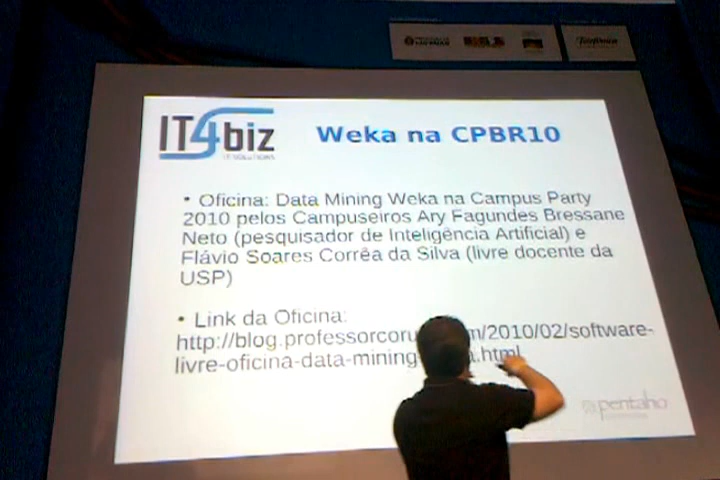 Telefônica
IT4biz
IT SOLUTIONS
Weka na CPBR10
• Oficina: Data Mining Weka na Campus Party
2010 pelos Campuseiros Ary Fagundes Bressane
Neto (pesquisador de Inteligência Artificial) e
Flávio Soares Corrêa da Silva (livre docente da
USP)
• Link da Oficina:
http://blog.professorcoru m/2010/02/software-
livre-oficina-data-mining a.html
pentaho